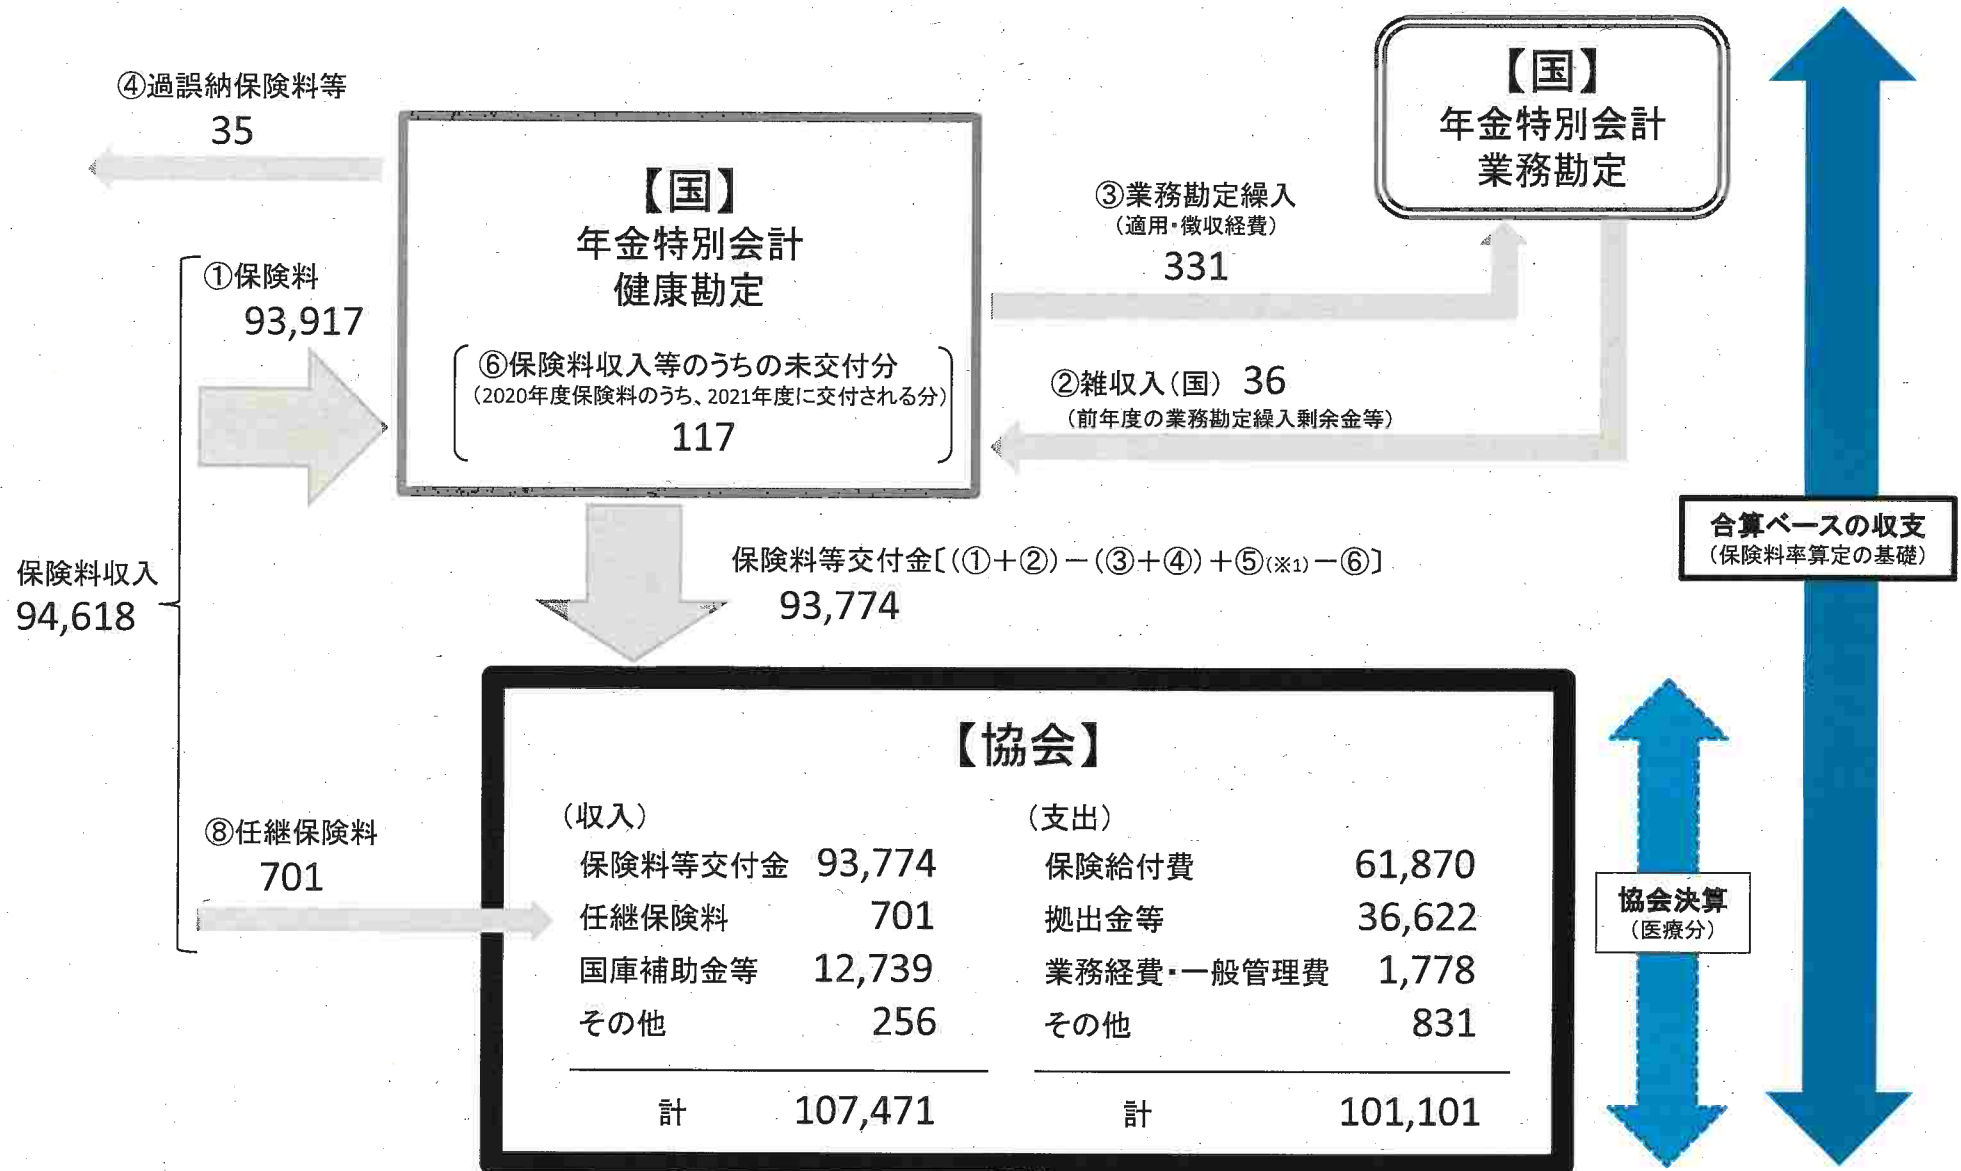 ④過誤納保険料等
35
【国】
年金特別会計
健康勘定
⑥保険料収入等のうちの未交付分
(2020年度保険料のうち、2021年度に交付される分)
117
【国】
年金特別会計
業務勘定
③業務勘定繰入
(適用・徴収経費)
331
②雑収入(国) 36
(前年度の業務勘定繰入剰余金等)
①保険料
93,917
保険料収入
94,618
保険料等交付金〔(①+②)-(③+④)+⑤(※1)-⑥〕
93,774
合算ベースの収支
(保険料率算定の基礎)
⑧任継保険料
701
【協会】
(収入)
保険料等交付金 93,774
任継保険料 701
国庫補助金等 12,739
その他 256
計 107,471
(支出)
保険給付費 61,870
拠出金等 36,622
業務経費・一般管理費 1,778
その他 831
計 101,101
協会決算
(医療分)